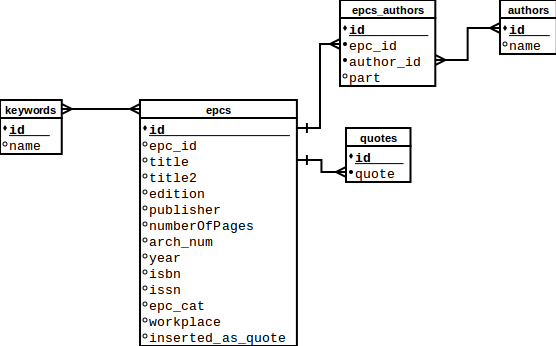 epcs_authors
id
epc_id
author_id
part
authors
id
name
keywords
id
name
epcs
id
epc_id
title
title2
edition
publisher
numberOfPages
arch_num
year
isbn
issn
epc_cat
workplace
inserted_as_quote
quotes
id
quote